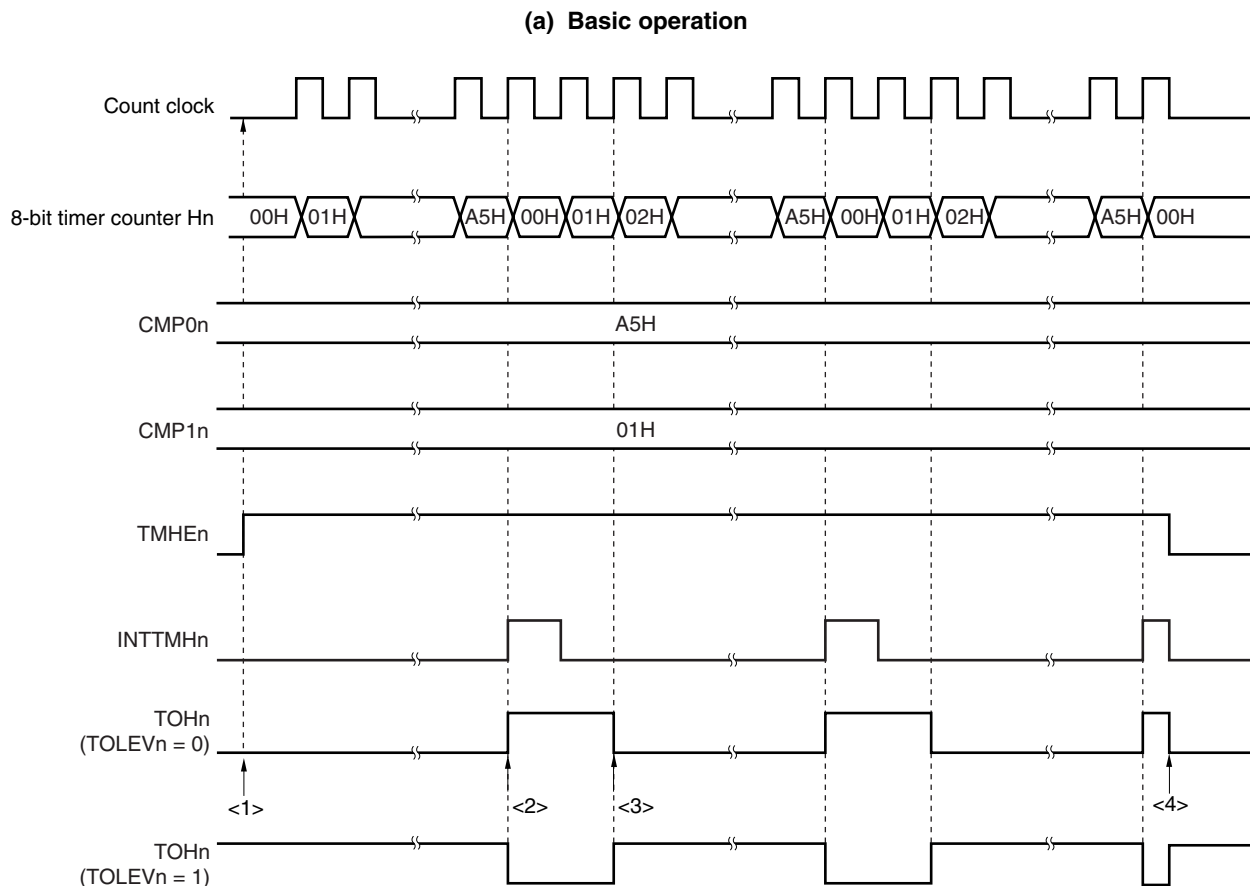 (a) Basic operation
Count clock
8-bit timer counter Hn
00H 01H A5H 00H 01H 02H A5H 00H 01H 02H A5H 00H
CMP0n
A5H
CMP1n
01H
TMHEn
INTTMHn
TOHn
(TOLEVn = 0)
<1> <2> <3> <4>
TOHn
(TOLEVn = 1)